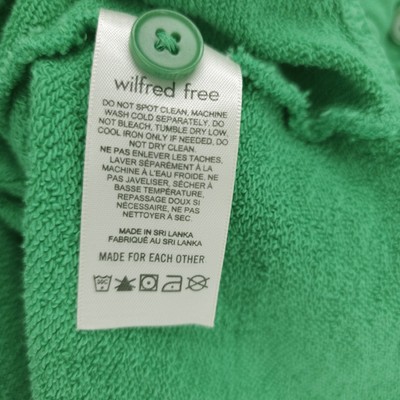 wilfred free
DO NOT SPOT CLEAN, MACHINE
WASH COLD SEPARATELY. DO
NOT BLEACH, TUMBLE DRY LOW,
COOL IRON ONLY IF NEEDED, DO
NOT DRY CLEAN.
NE PAS ENLEVER LES TACHES.
LAVER SÉPARÉMENT À LA
MACHINE À L'EAU FROIDE. NE
PAS JAVELISER, SÉCHER À
BASSE TEMPÉRATURE,
REPASSAGE DOUX SI
NÉCESSAIRE, NE PAS
NETTOYER À SEC.
MADE IN SRI LANKA
FABRIQUÉ AU SRI LANKA
MADE FOR EACH OTHER
30C